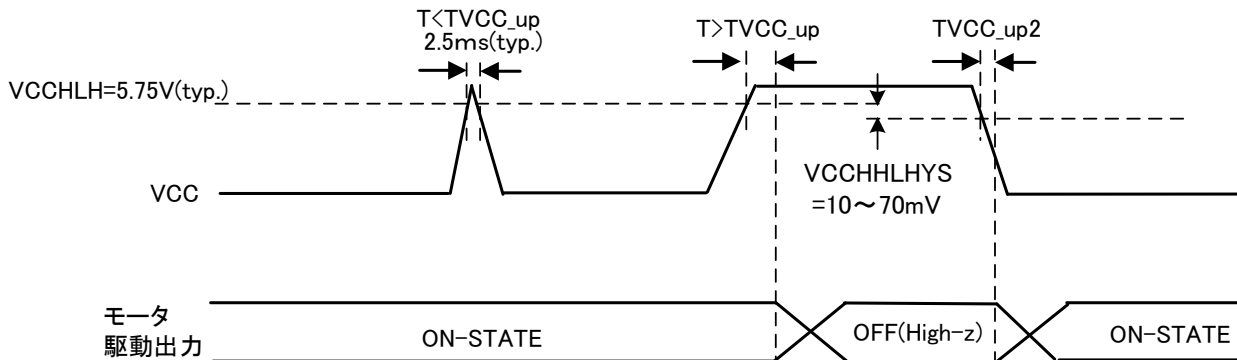 T<TVCC_up
2.5ms(typ.)
T>TVCC_up
TVCC_up2
VCCHLH=5.75V(typ.)
VCC
VCCHHLHYS
=10～70mV
モータ
駆動出力
ON-STATE
OFF(High-z)
ON-STATE